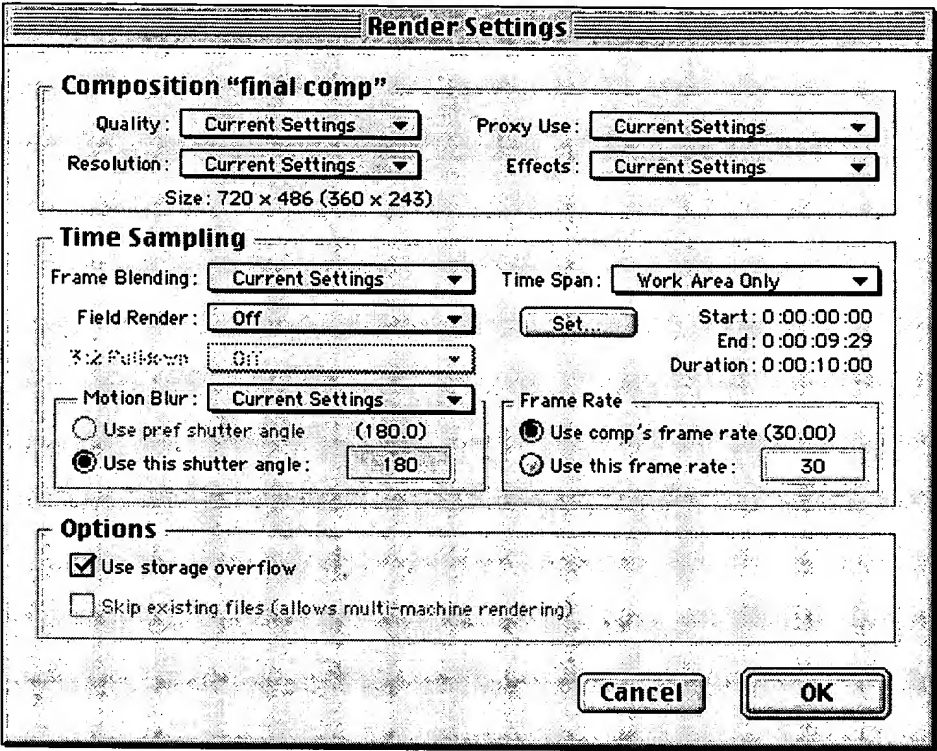 Render Settings
Composition “final comp”
Quality: Current Settings
Proxy Use: Current Settings
Resolution: Current Settings
Effects: Current Settings
Size: 720 x 486 (360 x 243)
Time Sampling
Frame Blending: Current Settings
Time Span: Work Area Only
Field Render: Off
Set...
Start: 0:00:00:00
End: 0:00:09:29
3:2 Pulldown Off
Duration: 0:00:10:00
Motion Blur: Current Settings
Frame Rate
Use pref shutter angle (180.0)
Use comp's frame rate (30.00)
Use this shutter angle: 180
Use this frame rate: 30
Options
Use storage overflow
Skip existing files (allows multi-machine rendering)
Cancel
OK